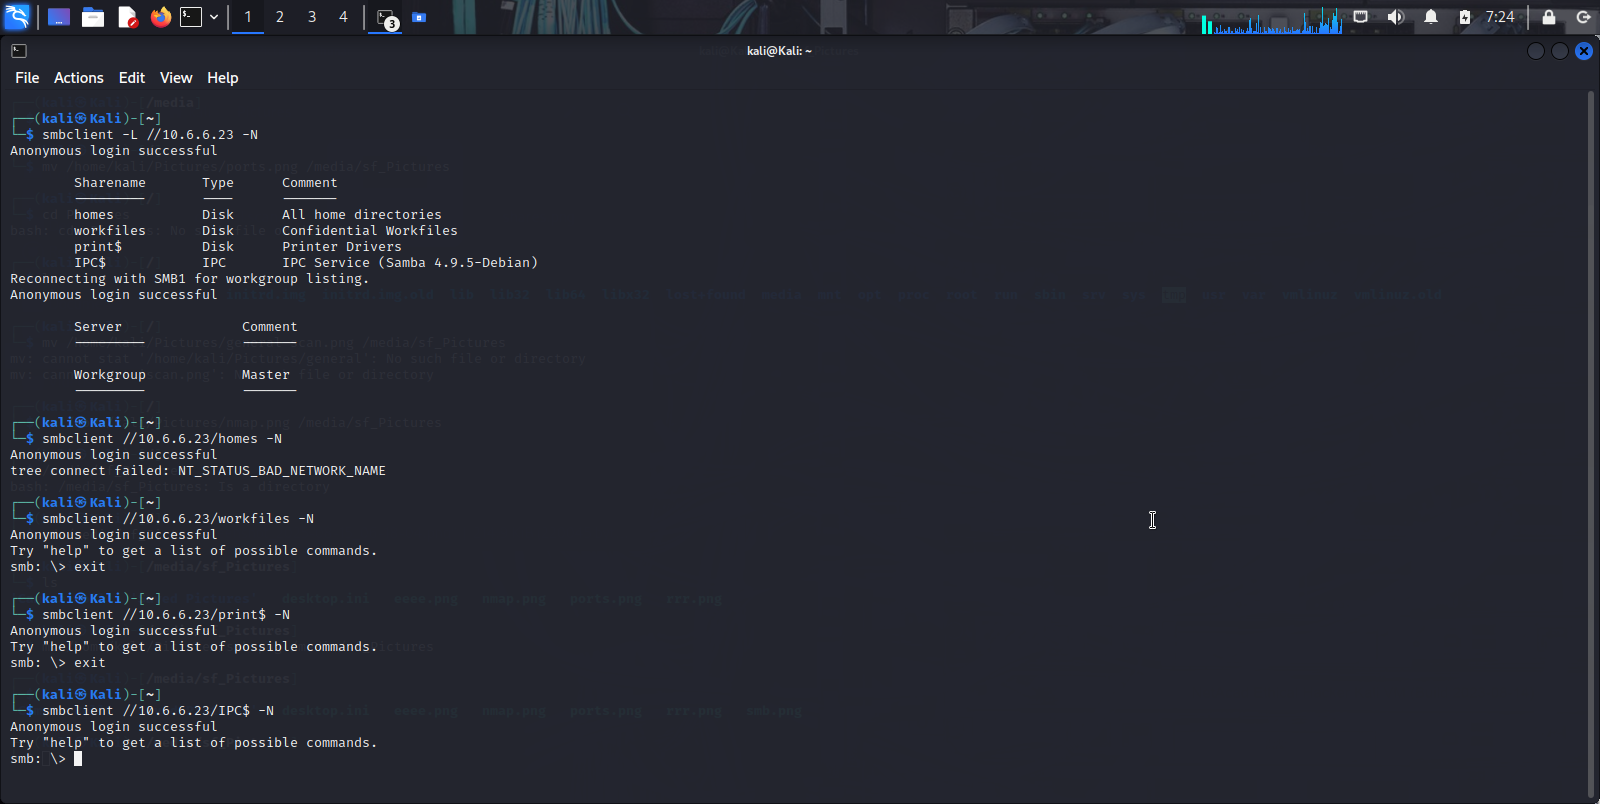 1 2 3 4 3 7:24
kali@Kali: ~
File Actions Edit View Help
(kali㉿Kali)-[~]
$ smbclient -L //10.6.6.23 -N
Anonymous login successful
Sharename Type Comment
homes Disk All home directories
workfiles Disk Confidential Workfiles
print$ Disk Printer Drivers
IPC$ IPC IPC Service (Samba 4.9.5-Debian)
Reconnecting with SMB1 for workgroup listing.
Anonymous login successful
Server Comment
Workgroup Master
(kali㉿Kali)-[~]
$ smbclient //10.6.6.23/homes -N
Anonymous login successful
tree connect failed: NT_STATUS_BAD_NETWORK_NAME
(kali㉿Kali)-[~]
$ smbclient //10.6.6.23/workfiles -N
Anonymous login successful
Try "help" to get a list of possible commands.
smb: \> exit
(kali㉿Kali)-[~]
$ smbclient //10.6.6.23/print$ -N
Anonymous login successful
Try "help" to get a list of possible commands.
smb: \> exit
(kali㉿Kali)-[~]
$ smbclient //10.6.6.23/IPC$ -N
Anonymous login successful
Try "help" to get a list of possible commands.
smb: \>